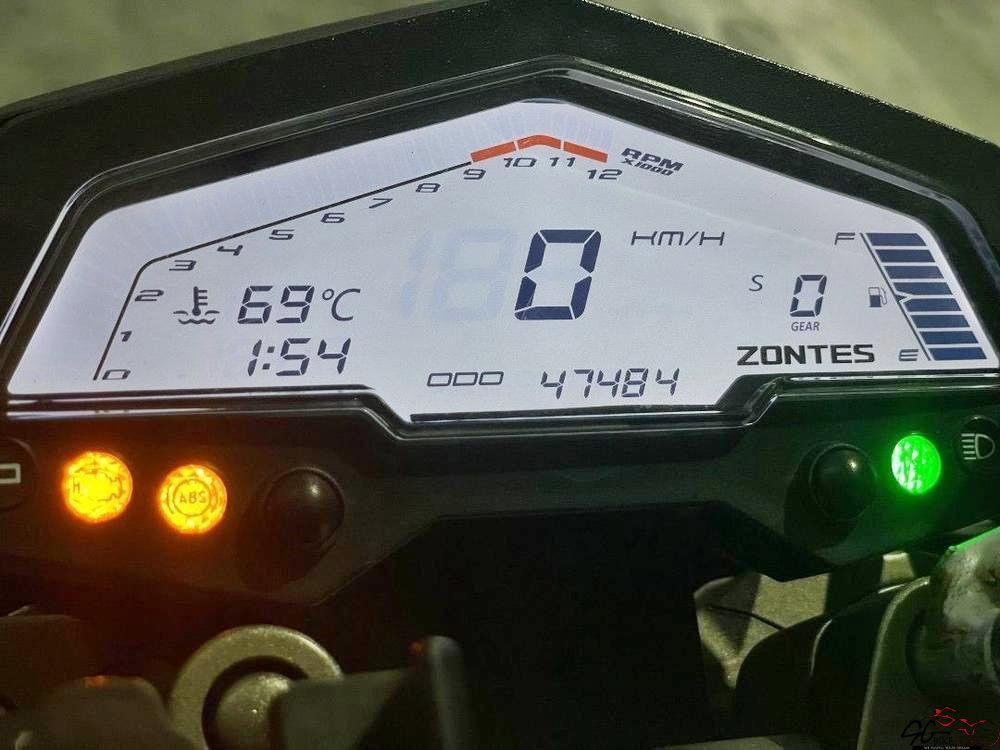 RPM
X1000
0 1 2 3 4 5 6 7 8 9 10 11 12
0 KM/H
69°C
1:54
ODO 47484
S 0
GEAR
F
E
ZONTES
ABS